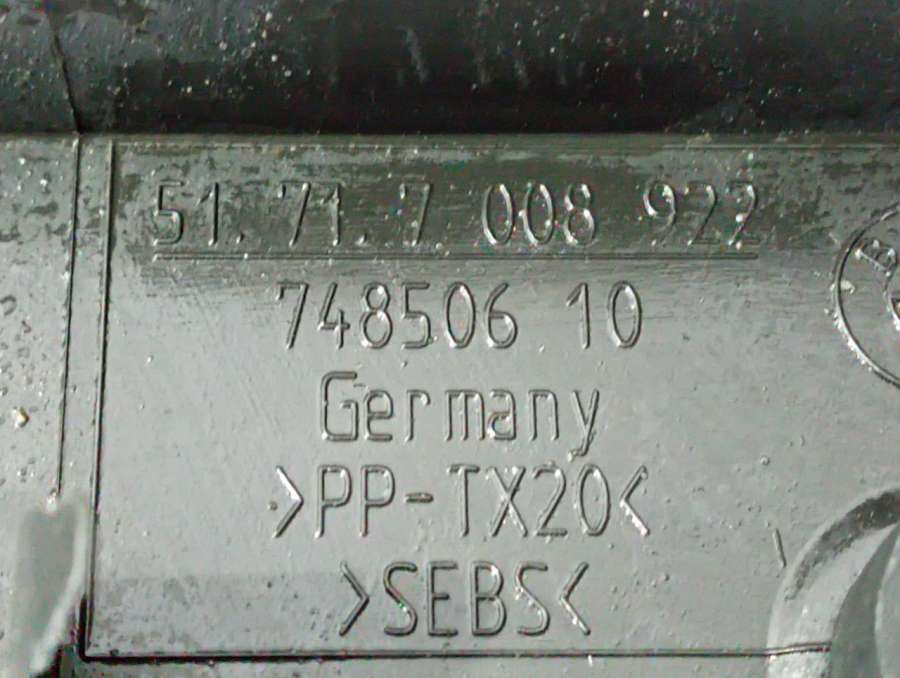 51. 71. 7 008 922
748506 10
Germany
>PP-TX20<
>SEBS<
B